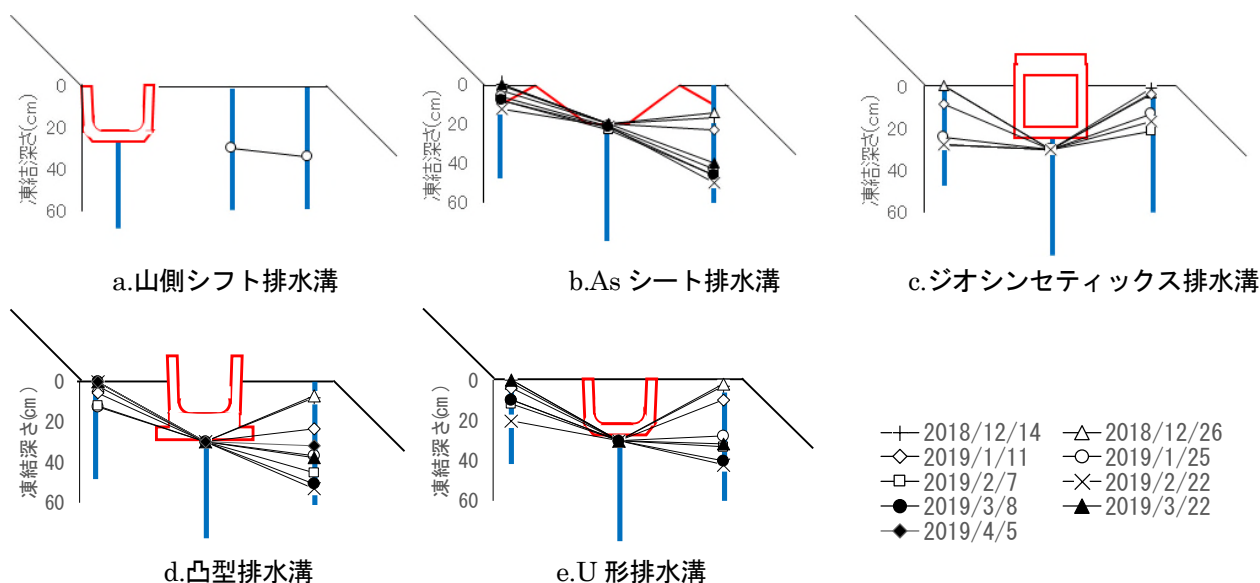 0
20
40
60
凍結深さ(cm)
a.山側シフト排水溝
0
20
40
60
凍結深さ(cm)
b.As シート排水溝
0
20
40
60
凍結深さ(cm)
c.ジオシンセティックス排水溝
0
20
40
60
凍結深さ(cm)
d.凸型排水溝
0
20
40
60
凍結深さ(cm)
e.U 形排水溝
2018/12/14 2018/12/26
2019/1/11 2019/1/25
2019/2/7 2019/2/22
2019/3/8 2019/3/22
2019/4/5